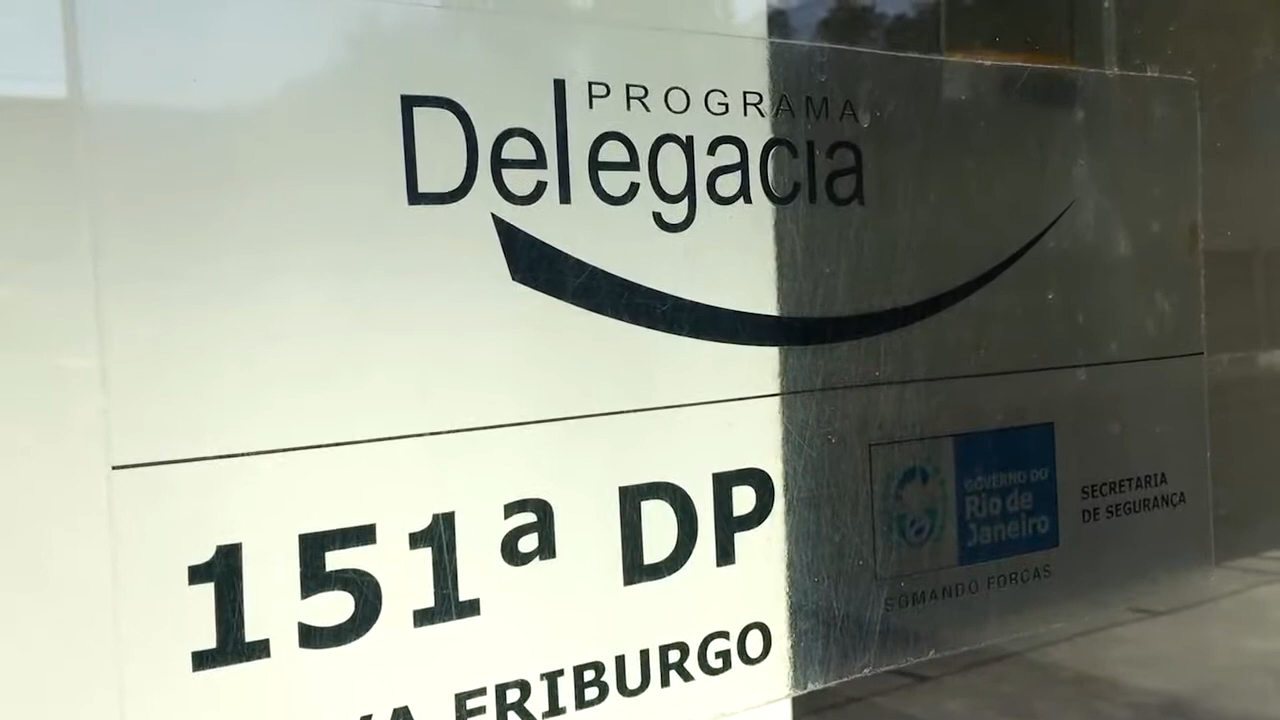 PROGRAMA
Delegacia
151ª DP
FRIBURGO
GOVERNO DO
Rio de
Janeiro
SOMANDO FORÇAS
SECRETARIA
DE SEGURANÇA